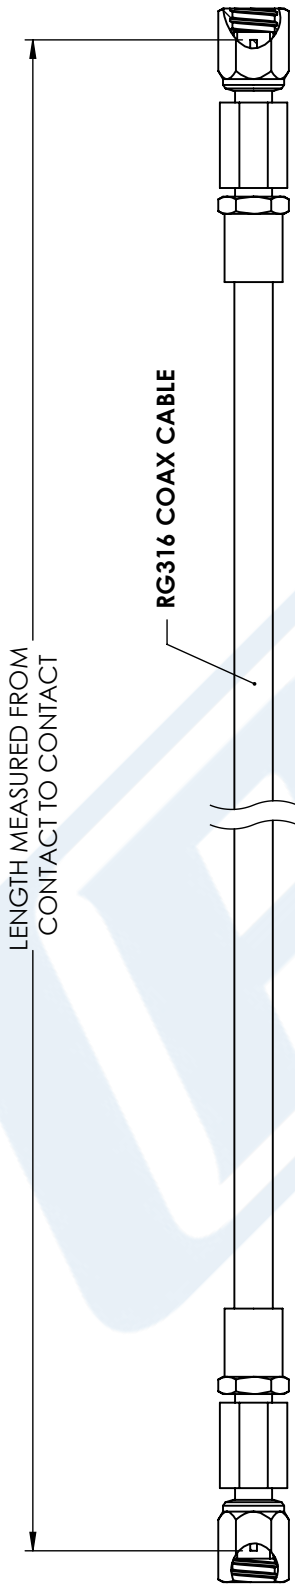 LENGTH MEASURED FROM
CONTACT TO CONTACT
RG316 COAX CABLE